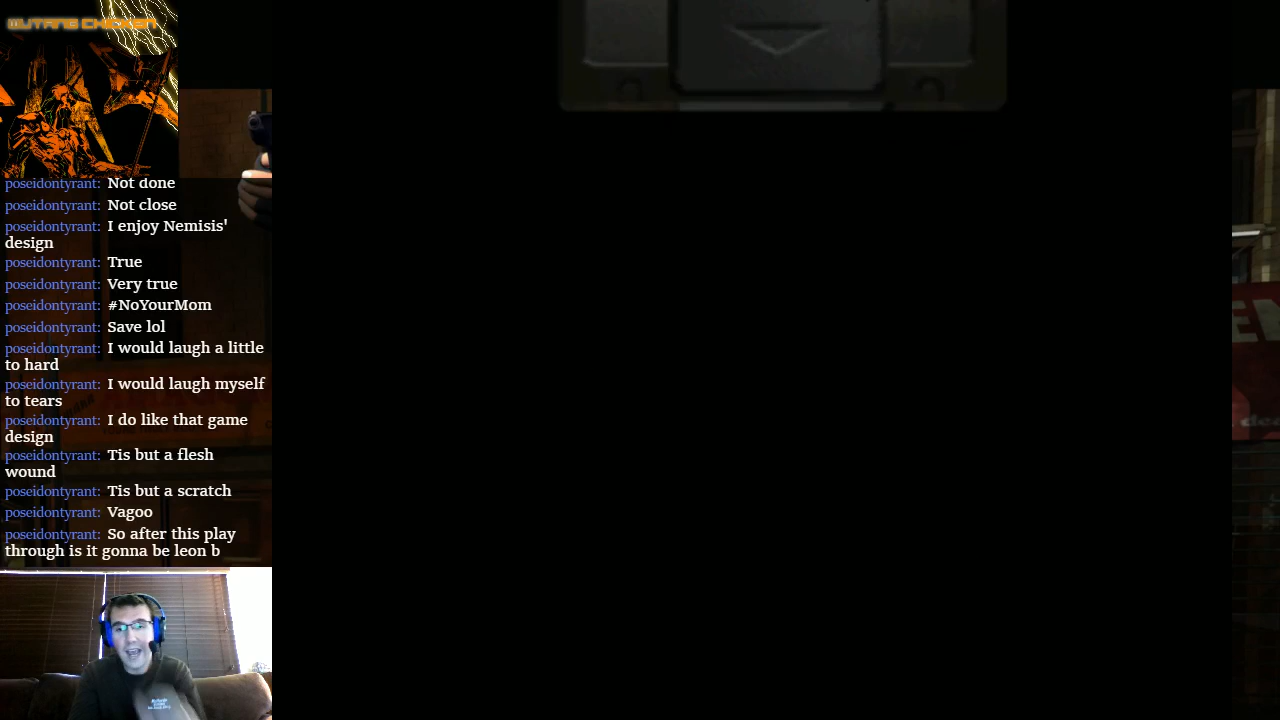 WUTANG CHICKEN
poseidontyrant: Not done
poseidontyrant: Not close
poseidontyrant: I enjoy Nemisis'
design
poseidontyrant: True
poseidontyrant: Very true
poseidontyrant: #NoYourMom
poseidontyrant: Save lol
poseidontyrant: I would laugh a little
to hard
poseidontyrant: I would laugh myself
to tears
poseidontyrant: I do like that game
design
poseidontyrant: Tis but a flesh
wound
poseidontyrant: Tis but a scratch
poseidontyrant: Vagoo
poseidontyrant: So after this play
through is it gonna be leon b